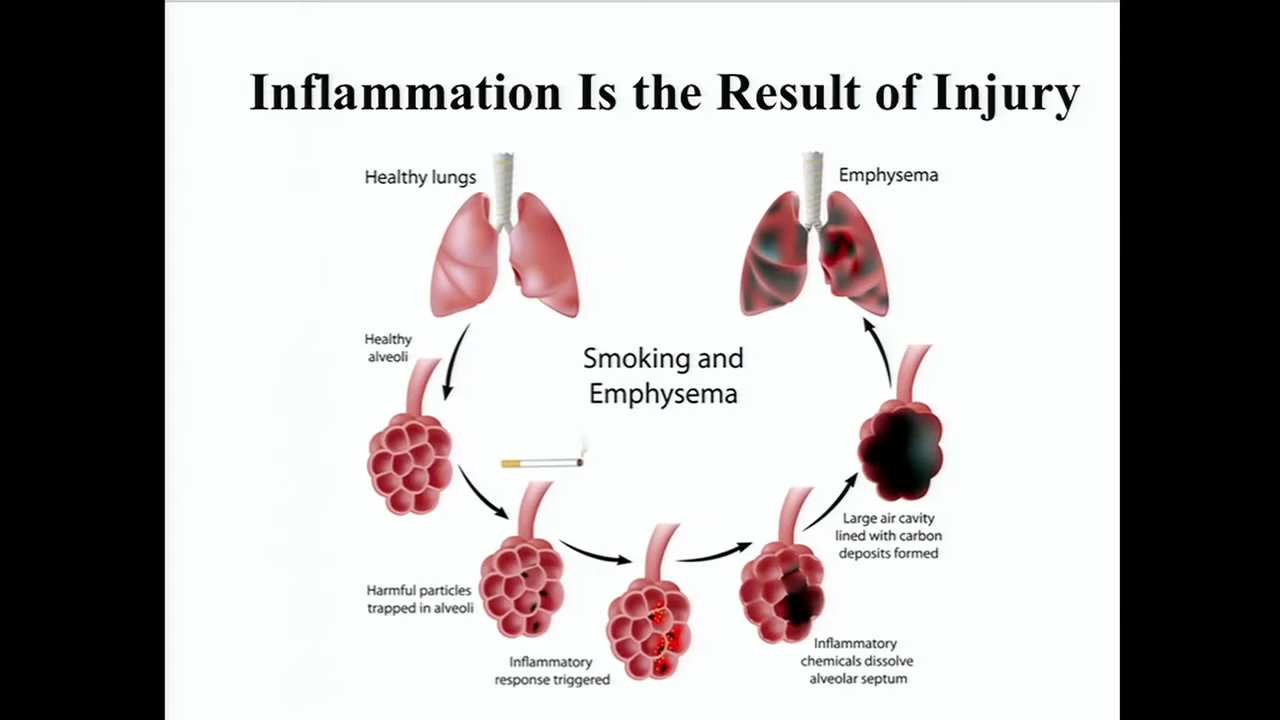 Inflammation Is the Result of Injury
Healthy lungs
Emphysema
Healthy
alveoli
Smoking and
Emphysema
Harmful particles
trapped in alveoli
Inflammatory
response triggered
Inflammatory
chemicals dissolve
alveolar septum
Large air cavity
lined with carbon
deposits formed